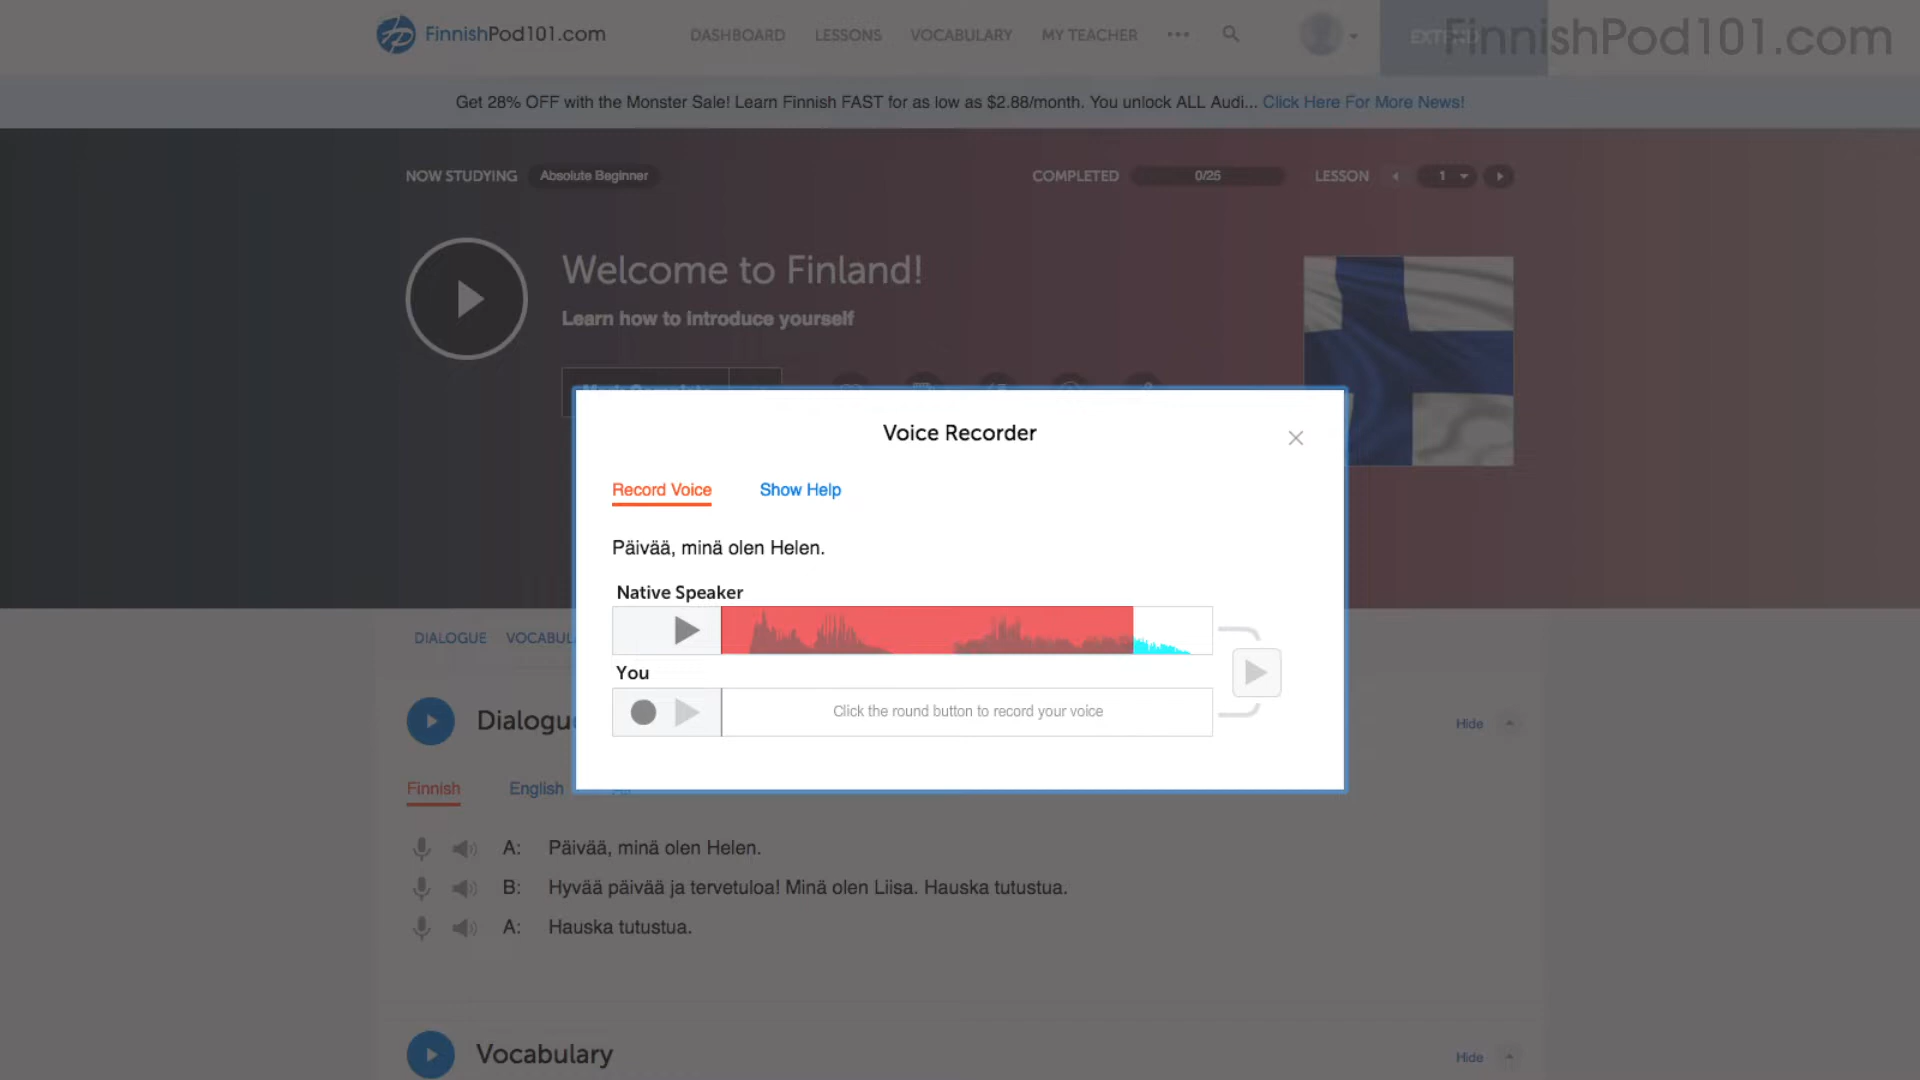 FinnishPod101.com
DASHBOARD
LESSONS
VOCABULARY
MY TEACHER
EXTEND
FinnishPod101.com
Get 28% OFF with the Monster Sale! Learn Finnish FAST for as low as $2.88/month. You unlock ALL Audi... Click Here For More News!
NOW STUDYING
Absolute Beginner
COMPLETED
0/25
LESSON
1
Welcome to Finland!
Learn how to introduce yourself
Voice Recorder
Record Voice
Show Help
Päivää, minä olen Helen.
Native Speaker
You
Click the round button to record your voice
DIALOGUE
VOCABUL
Dialogu
Hide
Finnish
English
A: Päivää, minä olen Helen.
B: Hyvää päivää ja tervetuloa! Minä olen Liisa. Hauska tutustua.
A: Hauska tutustua.
Vocabulary
Hide